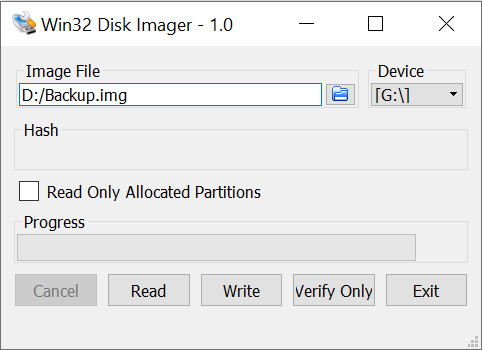 Win32 Disk Imager - 1.0
Image File
Device
D:/Backup.img
[G:\]
Hash
Read Only Allocated Partitions
Progress
Cancel
Read
Write
Verify Only
Exit